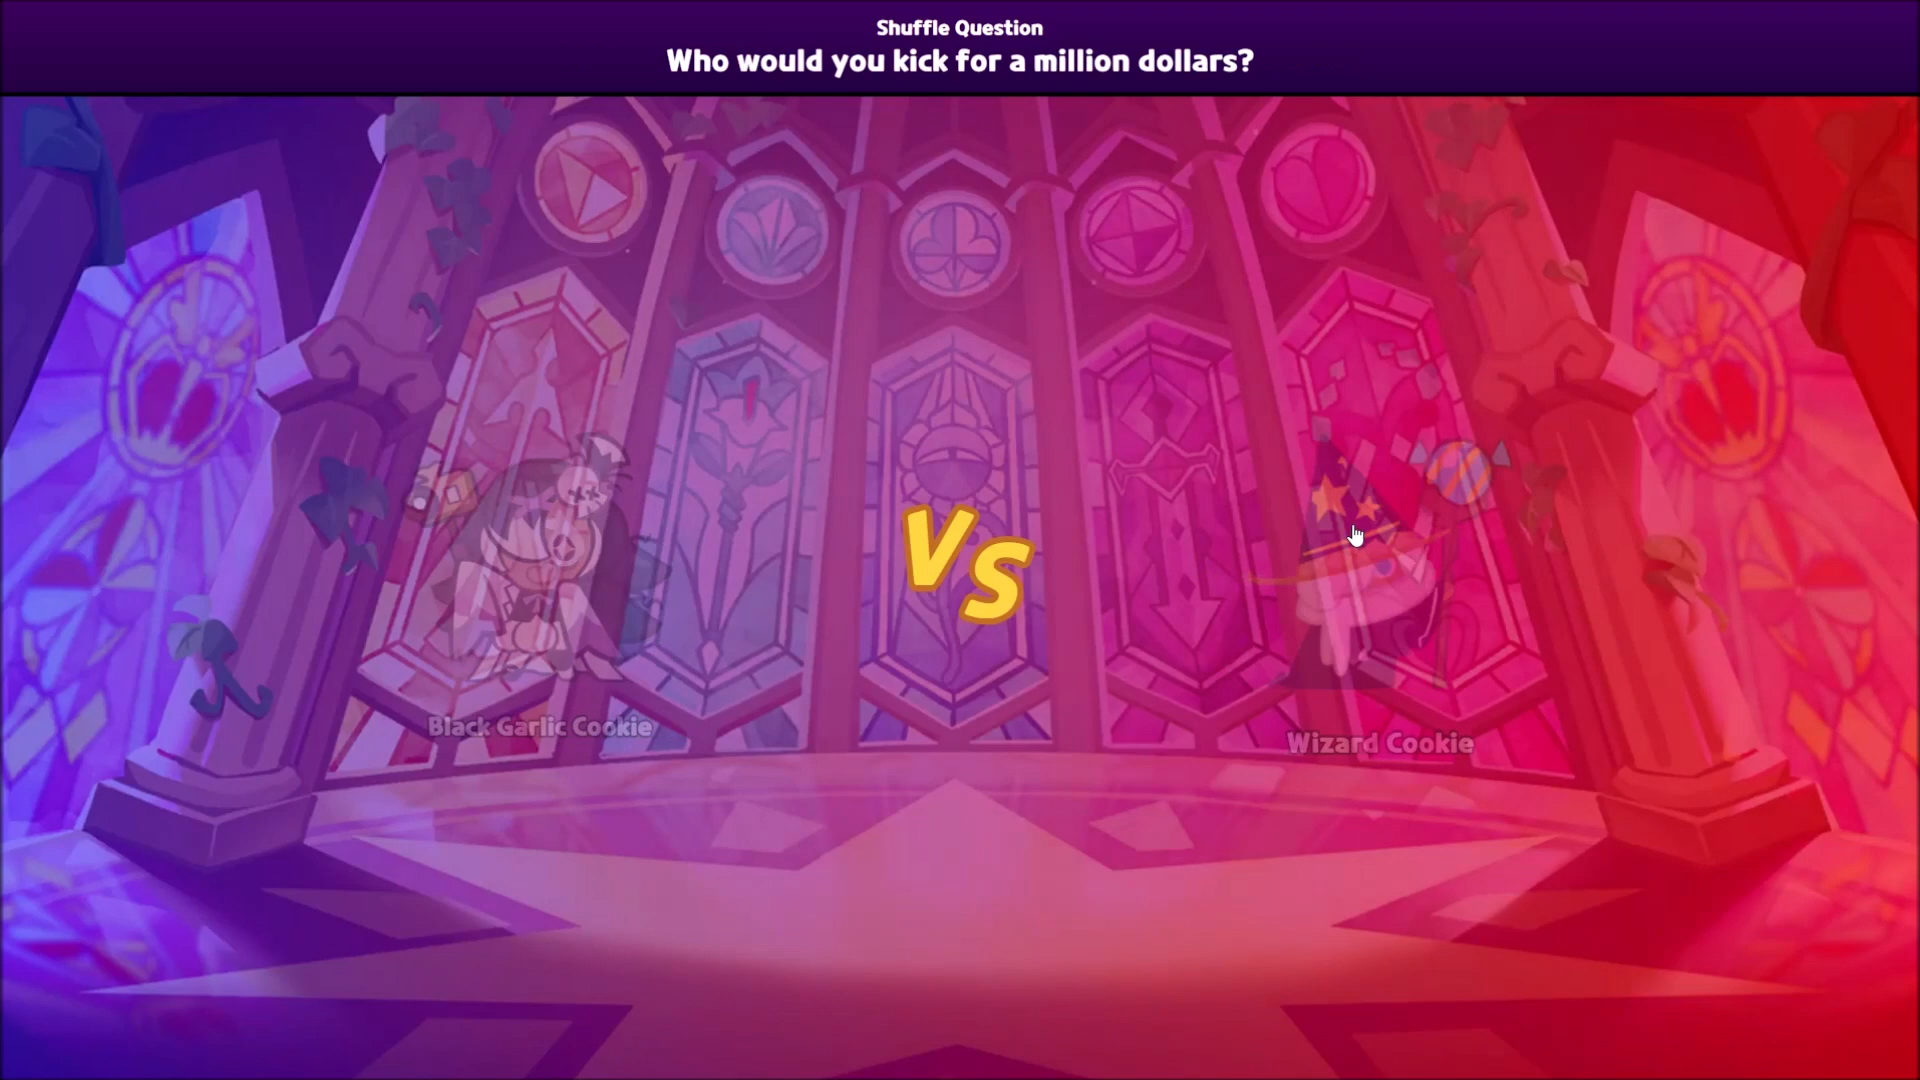 Shuffle Question
Who would you kick for a million dollars?
VS
Black Garlic Cookie
Wizard Cookie